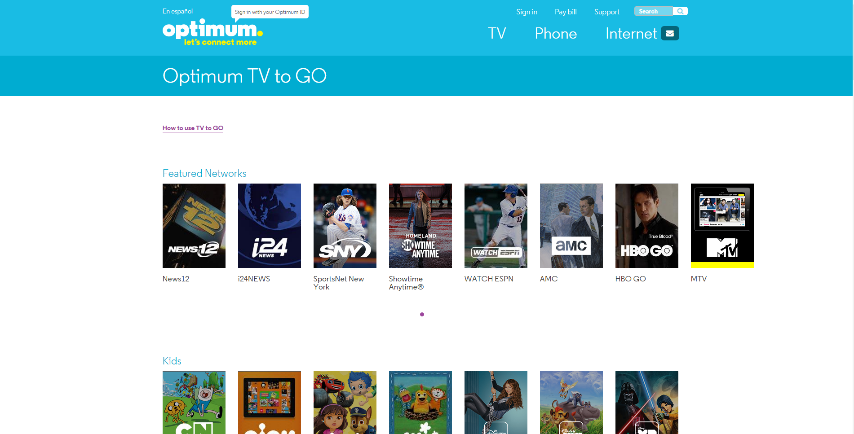 En español
Sign in with your Optimum ID
Sign in
Pay bill
Support
Search
optimum.
let's connect more
TV
Phone
Internet
Optimum TV to GO
How to use TV to GO
Featured Networks
NEWS12
i24
NEWS
SNY
HOMELAND
SHOWTIME
ANYTIME
WATCH ESPN
AMC
True Blood
HBO GO
MTV
News12
i24NEWS
SportsNet New
York
Showtime
Anytime®
WATCH ESPN
AMC
HBO GO
MTV
Kids
CN